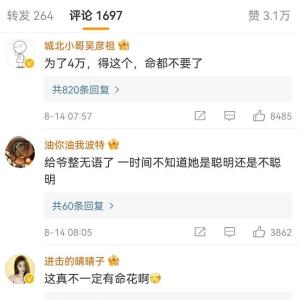 转发 264
评论 1697
赞 3.1万
城北小哥吴彦祖
为了4万，得这个，命都不要了
共820条回复 >
8-14 04:57
8485
油你油我波特
给爷整无语了 一时间不知道她是聪明还是不聪
明
共60条回复 >
8-14 08:05
3862
进击的晴晴子
这真不一定有命花啊